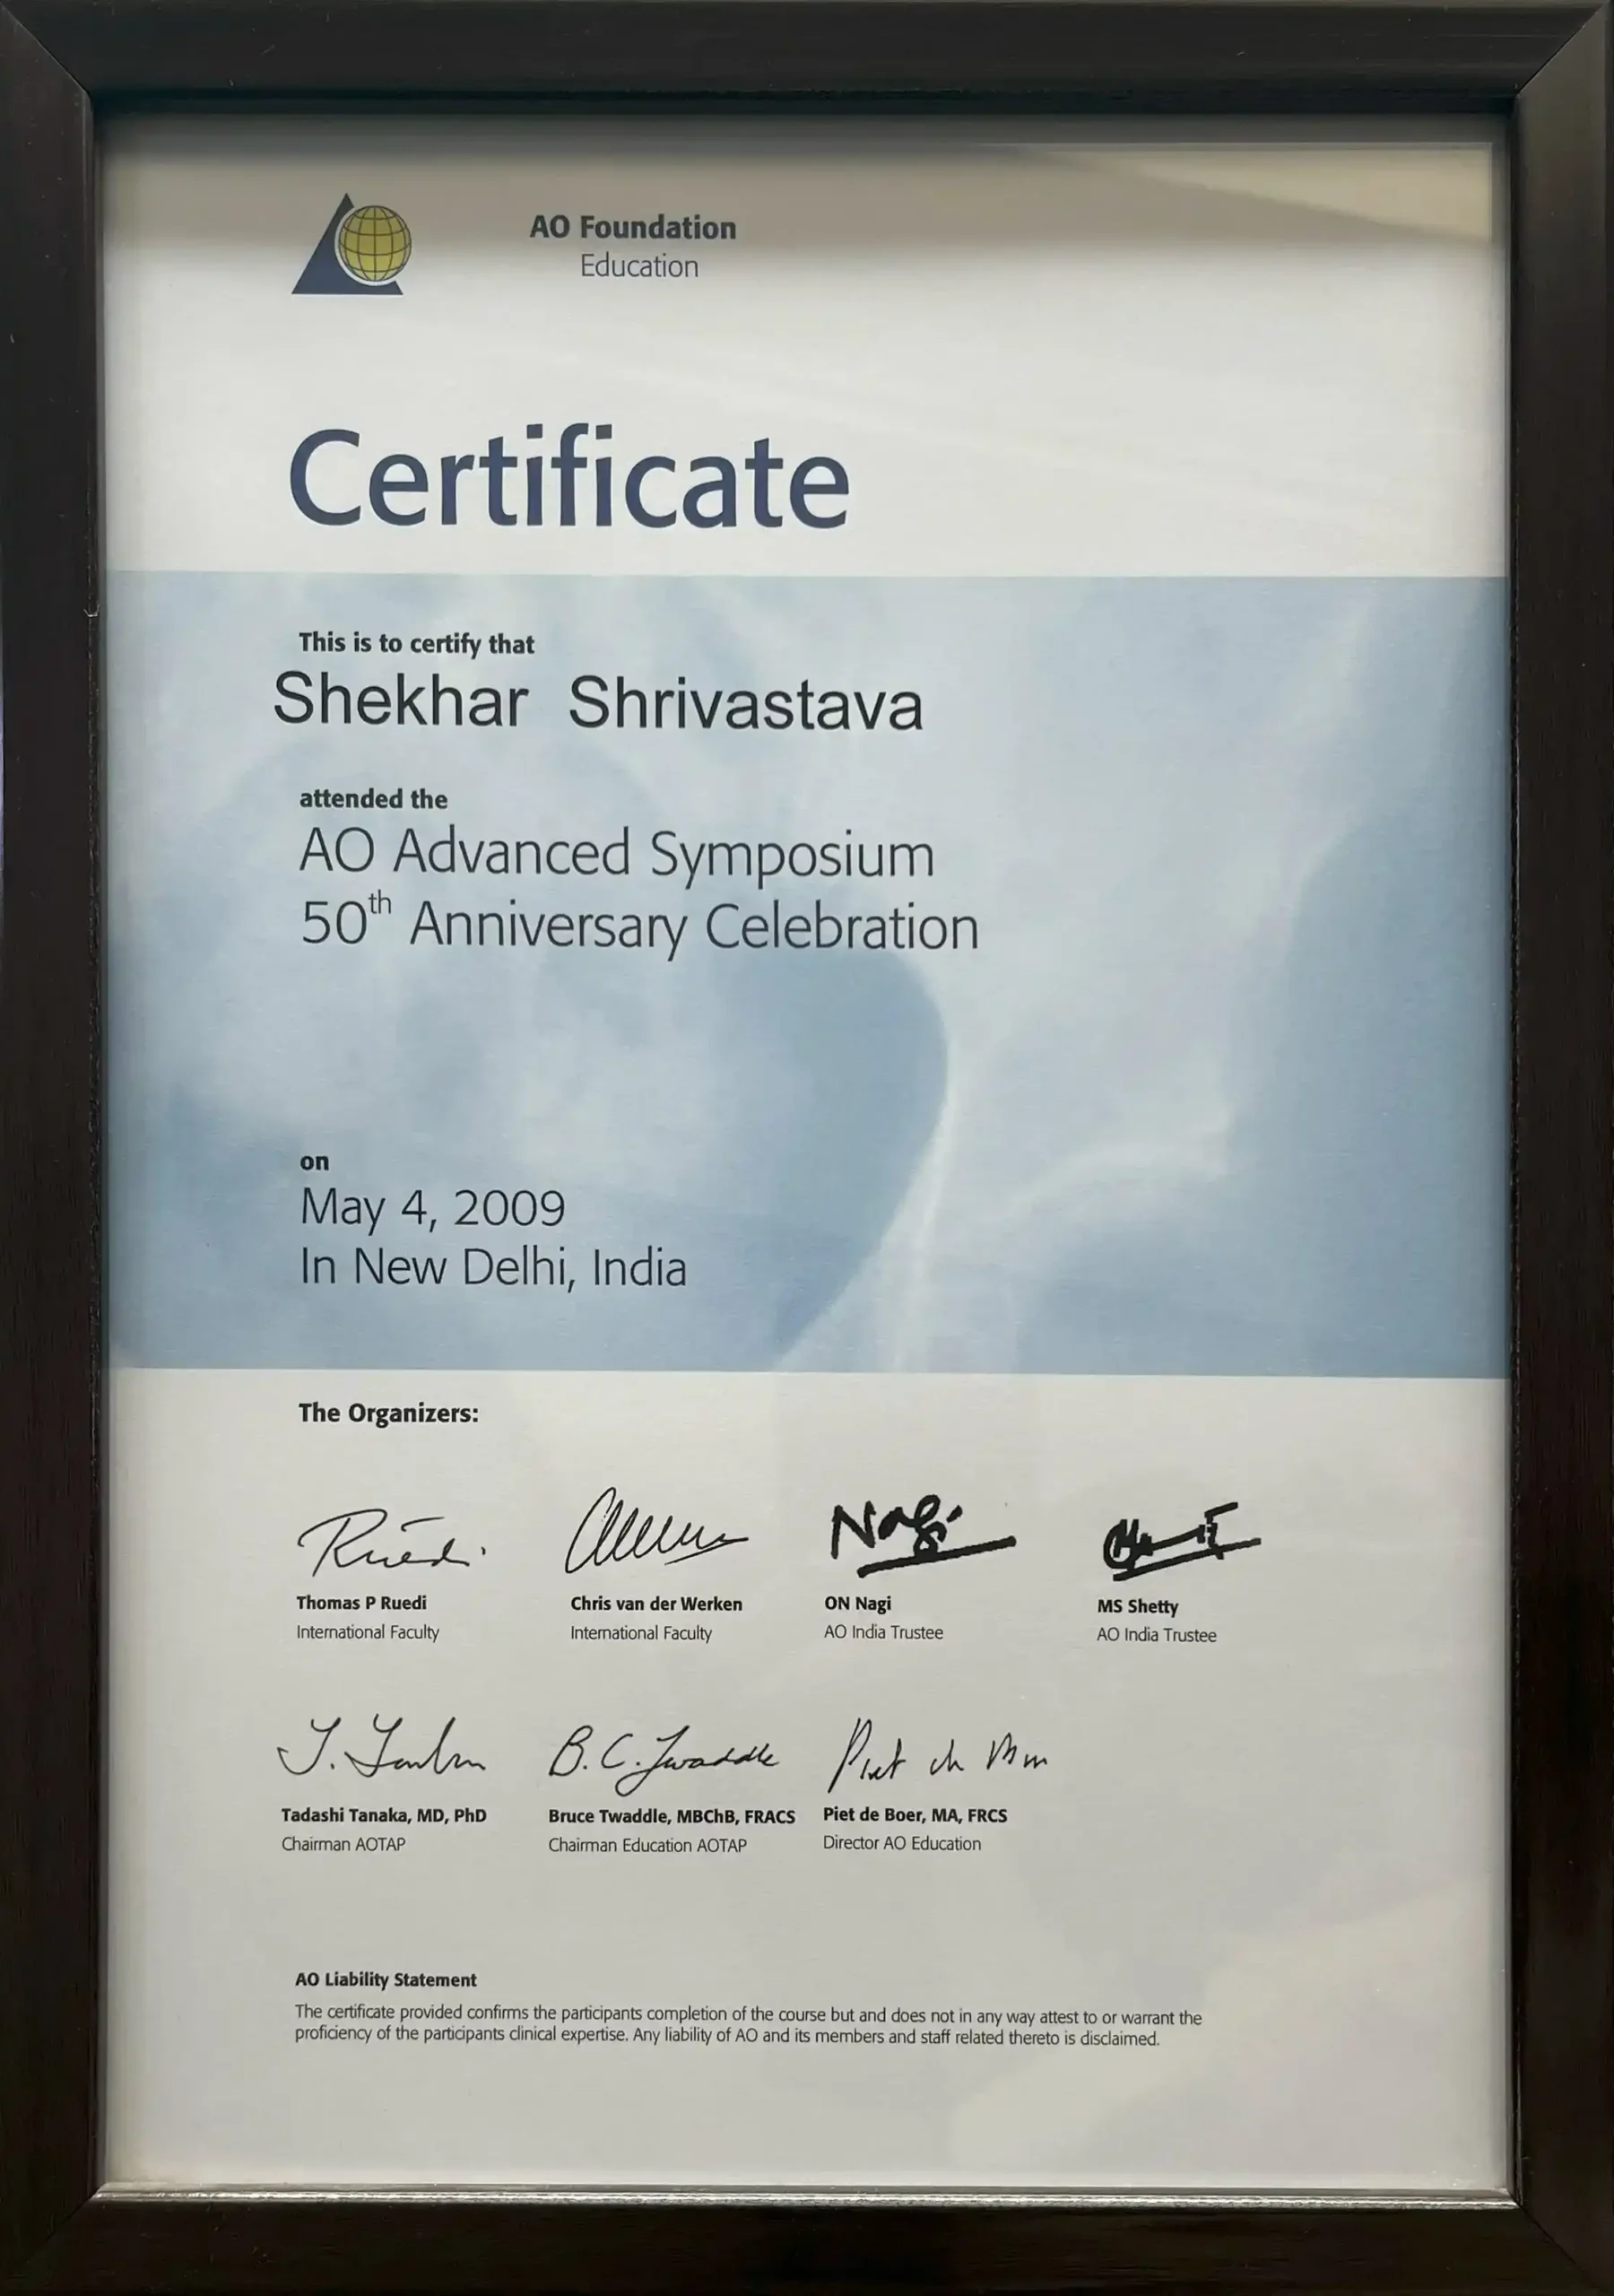 AO Foundation
Education
Certificate
This is to certify that
Shekhar Shrivastava
attended the
AO Advanced Symposium
50th Anniversary Celebration
on
May 4, 2009
In New Delhi, India
The Organizers:
Ruedi
Nagi
Thomas P Ruedi
Chris van der Werken
ON Nagi
MS Shetty
International Faculty
International Faculty
AO India Trustee
AO India Trustee
B.C. Twaddle
Tadashi Tanaka, MD, PhD
Bruce Twaddle, MBChB, FRACS
Piet de Boer, MA, FRCS
Chairman AOTAP
Chairman Education AOTAP
Director AO Education
AO Liability Statement
The certificate provided confirms the participants completion of the course but and does not in any way attest to or warrant the
proficiency of the participants clinical expertise. Any liability of AO and its members and staff related thereto is disclaimed.